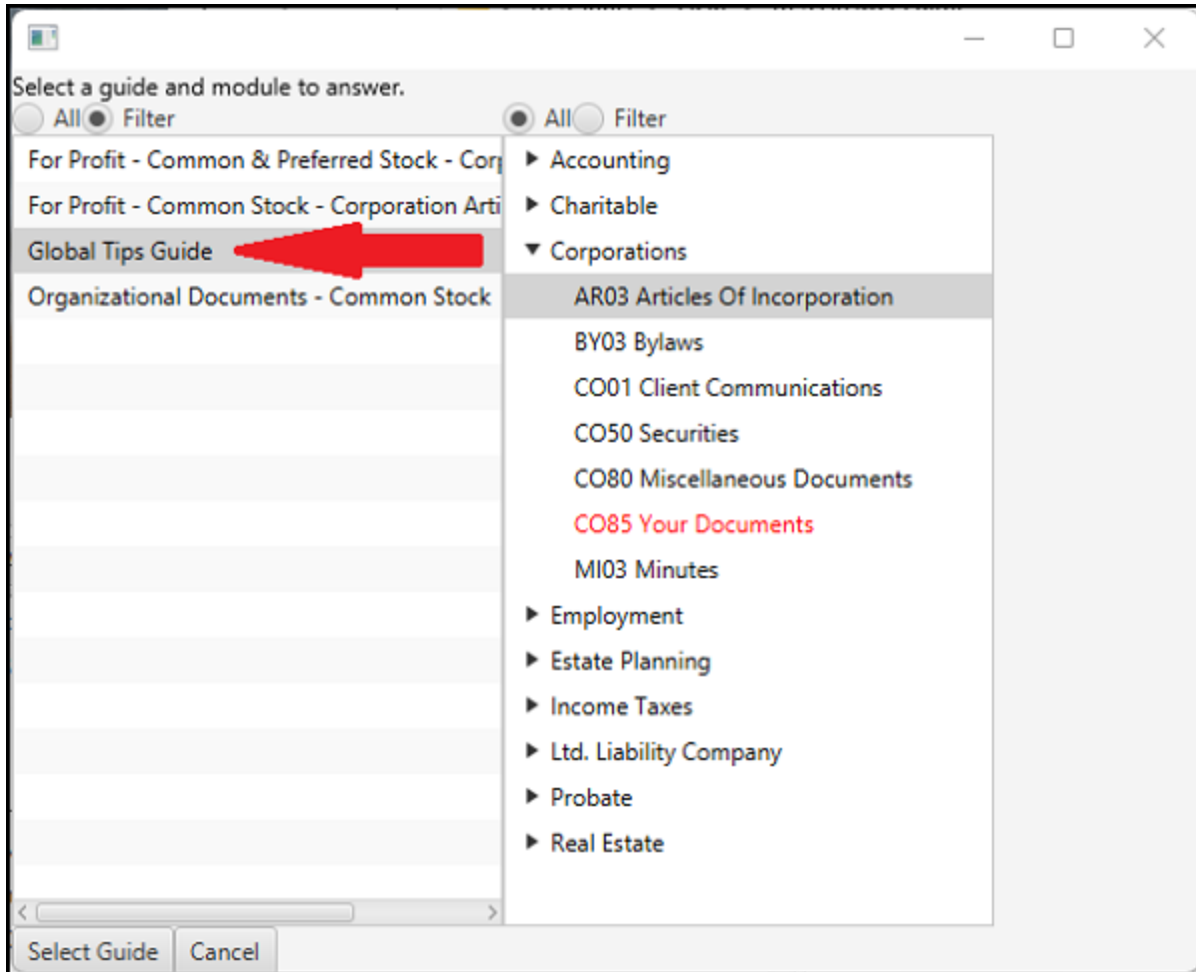 Select a guide and module to answer.
All Filter
All Filter
For Profit - Common & Preferred Stock - Corp
For Profit - Common Stock - Corporation Arti
Global Tips Guide
Organizational Documents - Common Stock
Accounting
Charitable
Corporations
AR03 Articles Of Incorporation
BY03 Bylaws
CO01 Client Communications
CO50 Securities
CO80 Miscellaneous Documents
CO85 Your Documents
MI03 Minutes
Employment
Estate Planning
Income Taxes
Ltd. Liability Company
Probate
Real Estate
Select Guide
Cancel